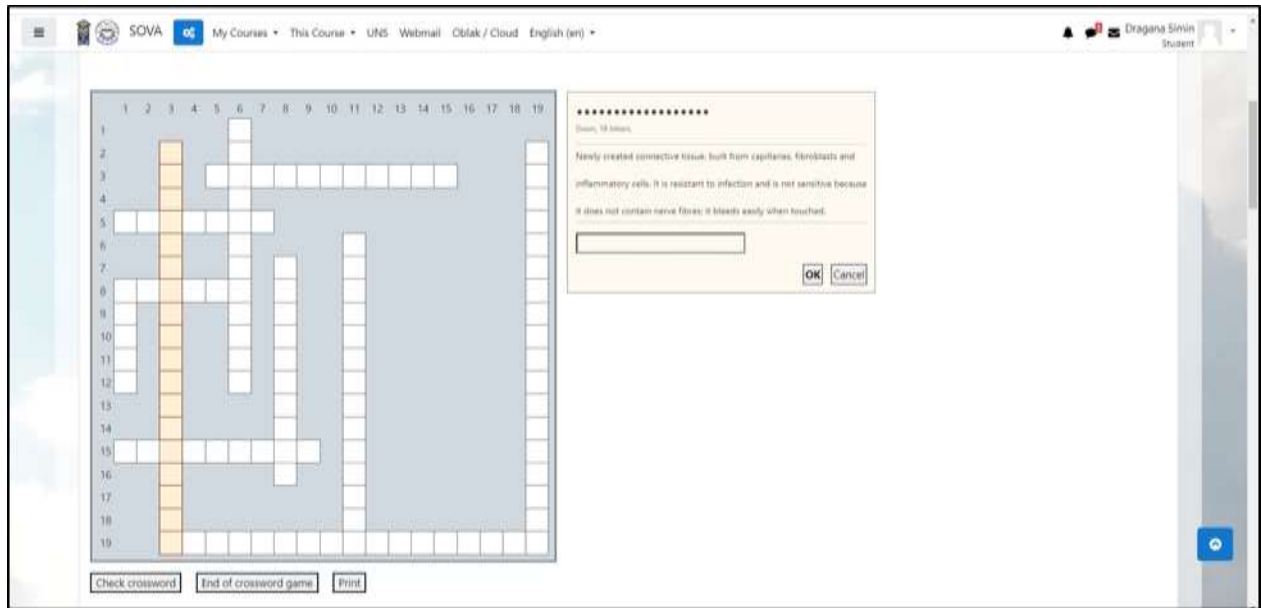 SOVA My Courses This Course UNS Webmail Oblak / Cloud English (en) Dragana Simin
Student
1 2 3 4 5 6 7 8 9 10 11 12 13 14 15 16 17 18 19
1
2
3
4
5
6
7
8
9
10
11
12
13
14
15
16
17
18
19
••••••••••••••••••
Down, 18 letters.
Newly created connective tissue, built from capillaries, fibroblasts and
inflammatory cells. It is resistant to infection and is not sensitive because
it does not contain nerve fibres; it bleeds easily when touched.
OK Cancel
Check crossword End of crossword game Print